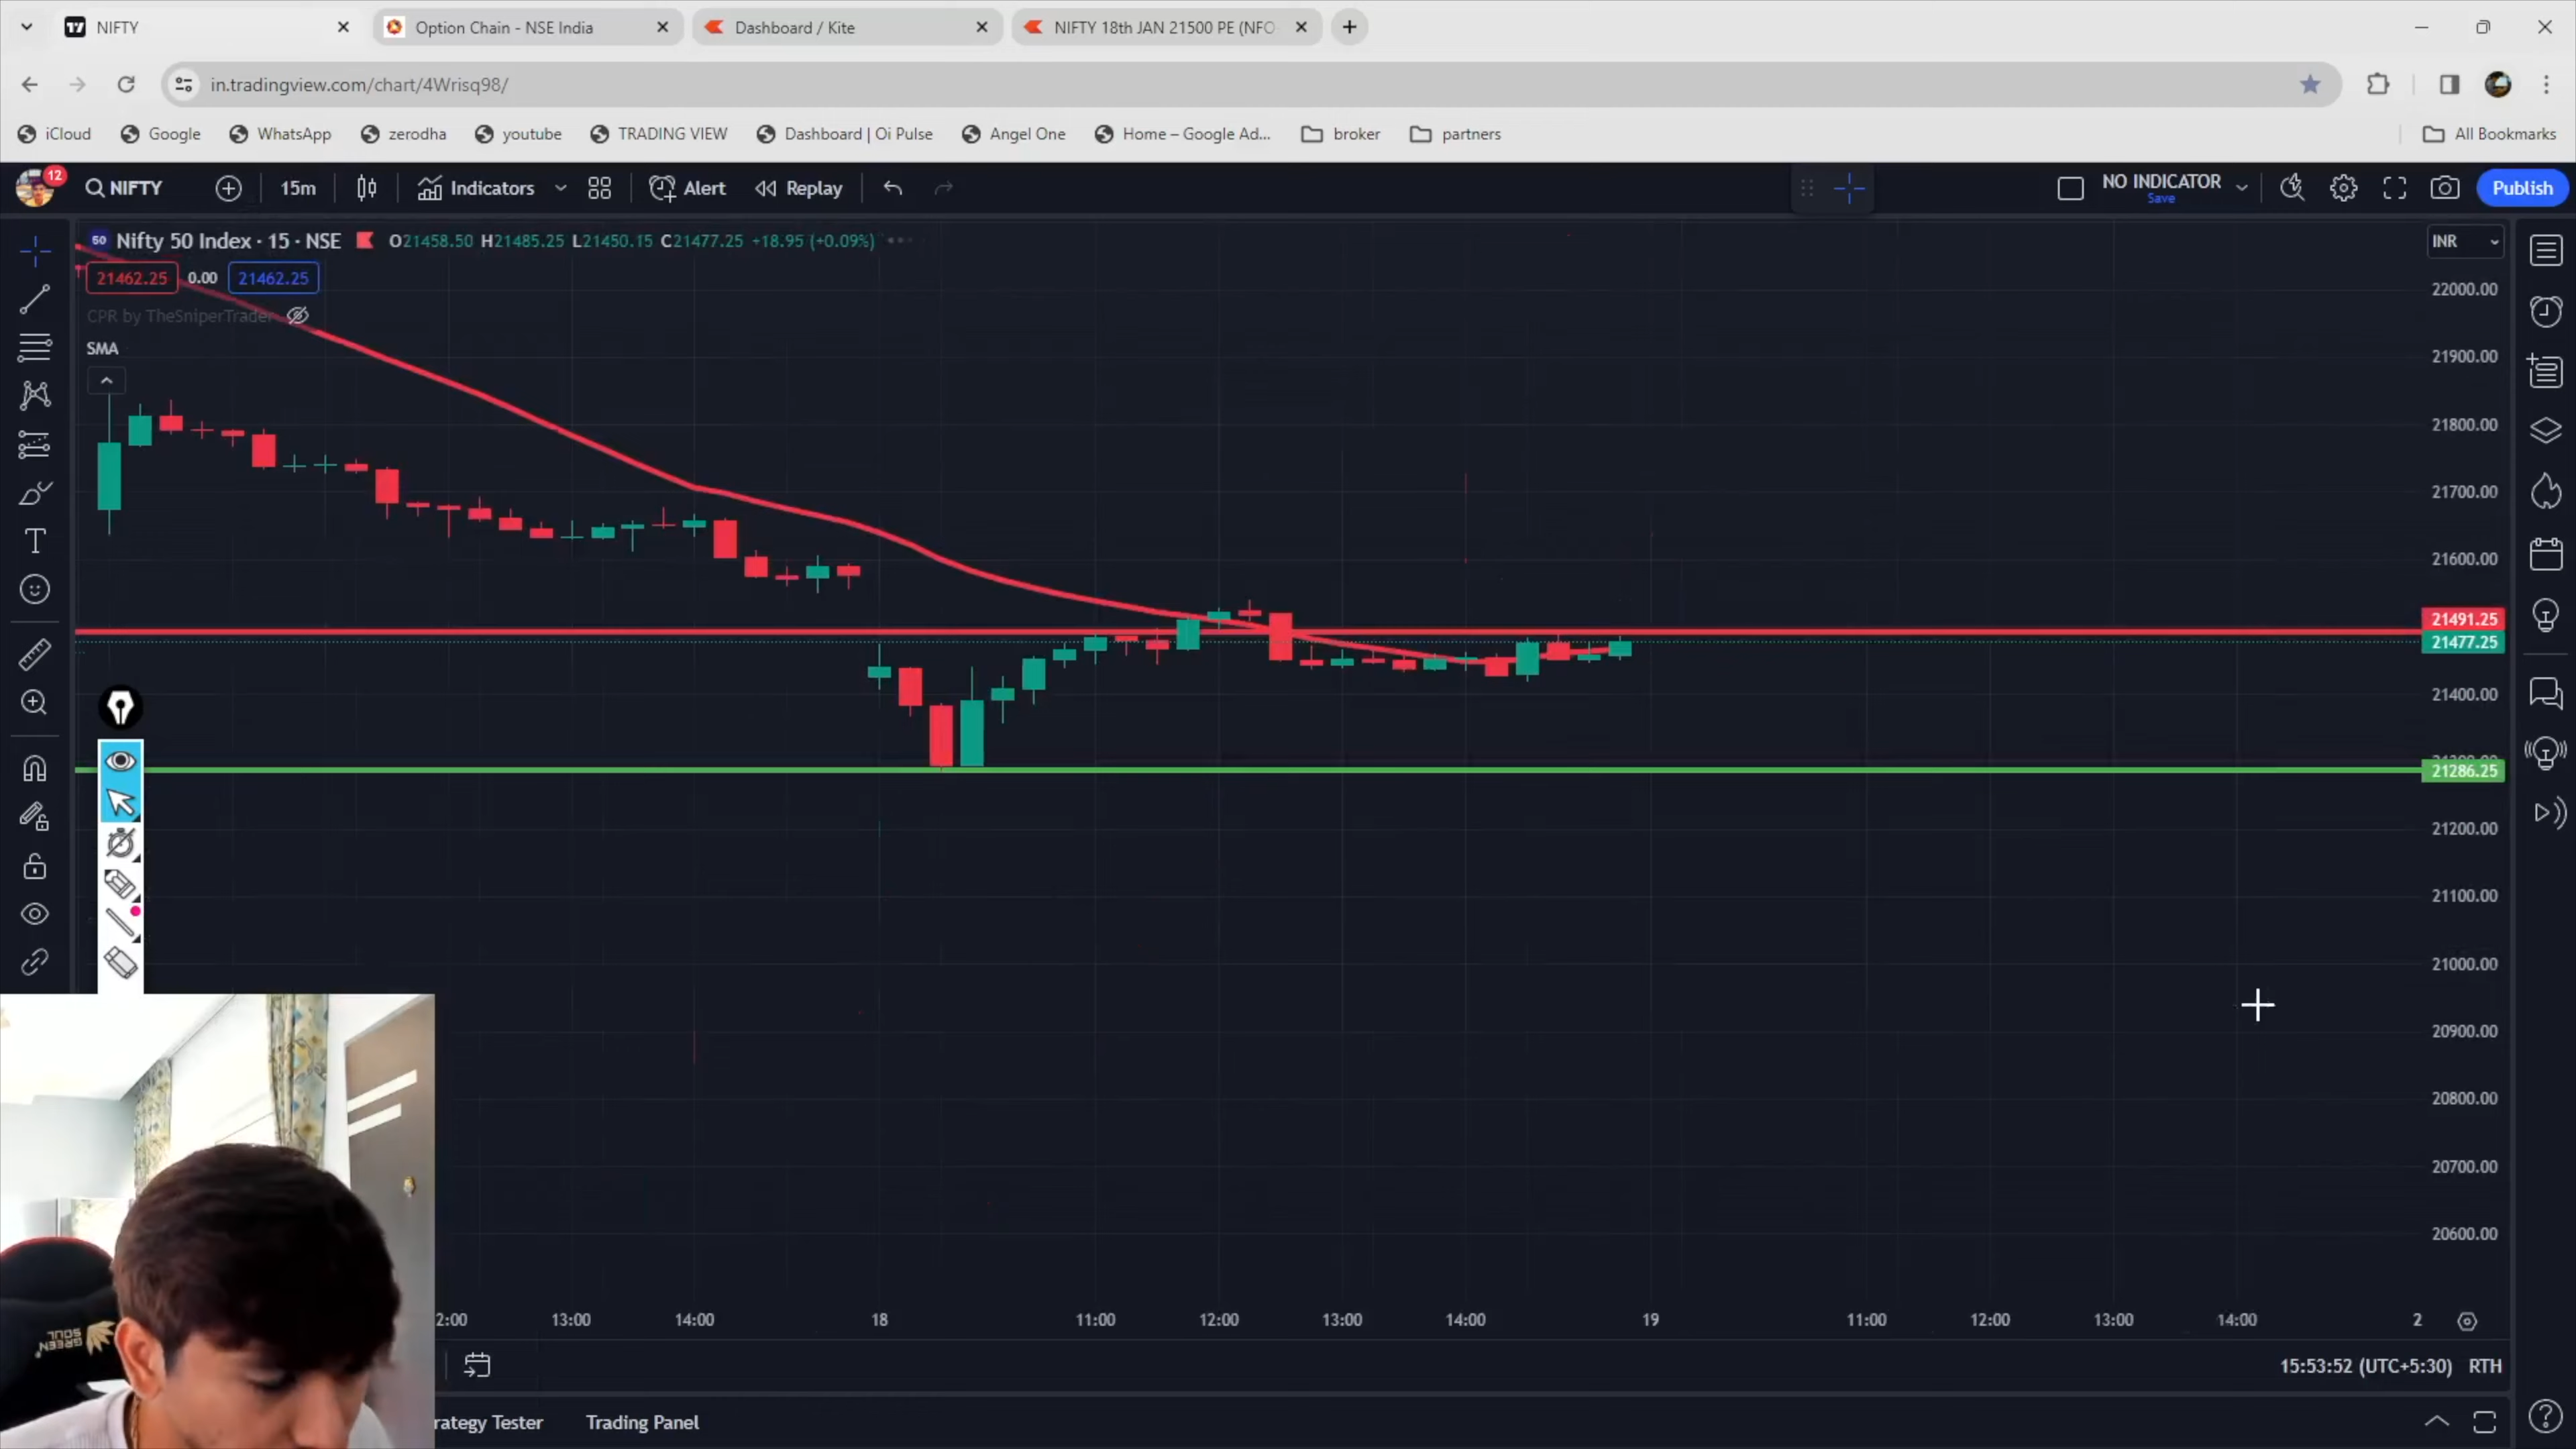 NIFTY
Option Chain - NSE India
Dashboard / Kite
NIFTY 18th JAN 21500 PE (NFO
in.tradingview.com/chart/4Wrisq98/
iCloud
Google
WhatsApp
zerodha
youtube
TRADING VIEW
Dashboard | Oi Pulse
Angel One
Home – Google Ad...
broker
partners
All Bookmarks
12
NIFTY
15m
Indicators
Alert
Replay
NO INDICATOR
Save
Publish
50 Nifty 50 Index · 15 · NSE O21458.50 H21485.25 L21450.15 C21477.25 +18.95 (+0.09%)
INR
21462.25 0.00 21462.25
CPR by TheSniperTrader
SMA
22000.00
21900.00
21800.00
21700.00
21600.00
21491.25
21477.25
21400.00
21286.25
21200.00
21100.00
21000.00
20900.00
20800.00
20700.00
20600.00
2:00 13:00 14:00 18 11:00 12:00 13:00 14:00 19 11:00 12:00 13:00 14:00 2
15:53:52 (UTC+5:30) RTH
rategy Tester
Trading Panel
GREEN
SOUL